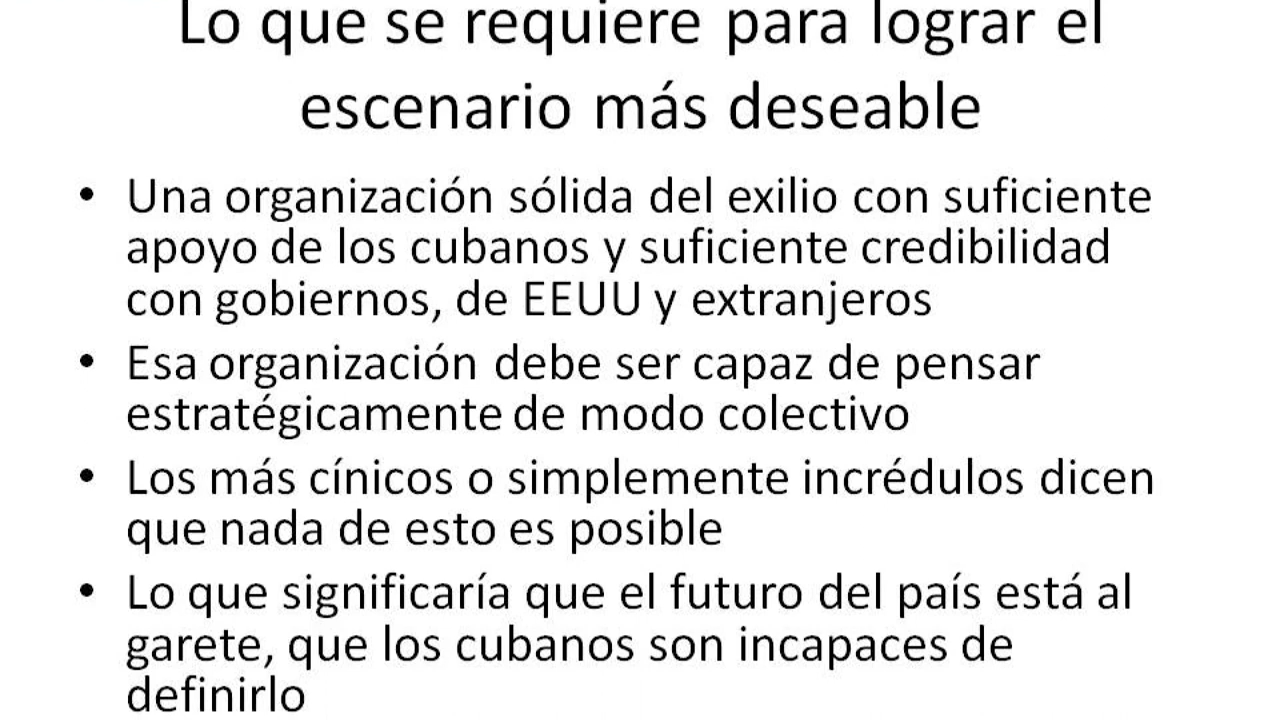 Lo que se requiere para lograr el
escenario más deseable
• Una organización sólida del exilio con suficiente
apoyo de los cubanos y suficiente credibilidad
con gobiernos, de EEUU y extranjeros
• Esa organización debe ser capaz de pensar
estratégicamente de modo colectivo
• Los más cínicos o simplemente incrédulos dicen
que nada de esto es posible
• Lo que significaría que el futuro del país está al
garete, que los cubanos son incapaces de
definirlo